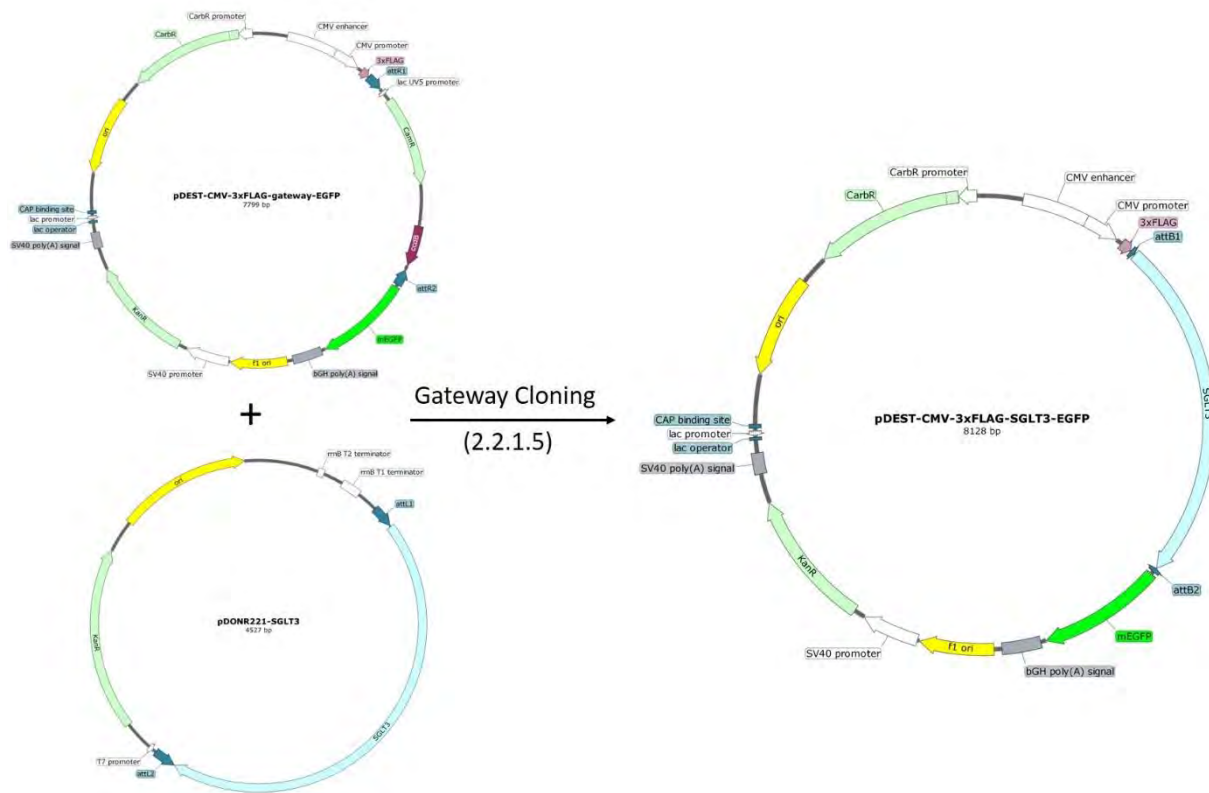 CarbR promoter
CMV enhancer
CarbR
CMV promoter
3xFLAG
attR1
lac UV5 promoter
CamR
ori
pDEST-CMV-3xFLAG-gateway-EGFP
7799 bp
CAP binding site
lac promoter
lac operator
SV40 poly(A) signal
ccdB
attR2
KanR
mEGFP
f1 ori
SV40 promoter
bGH poly(A) signal
+
Gateway Cloning
(2.2.1.5)
rrnB T2 terminator
rrnB T1 terminator
ori
attL1
KanR
pDONR221-SGLT3
4527 bp
SGLT3
T7 promoter
attL2
CarbR promoter
CMV enhancer
CarbR
CMV promoter
3xFLAG
attB1
ori
SGLT3
pDEST-CMV-3xFLAG-SGLT3-EGFP
8128 bp
CAP binding site
lac promoter
lac operator
SV40 poly(A) signal
KanR
attB2
mEGFP
SV40 promoter
f1 ori
bGH poly(A) signal